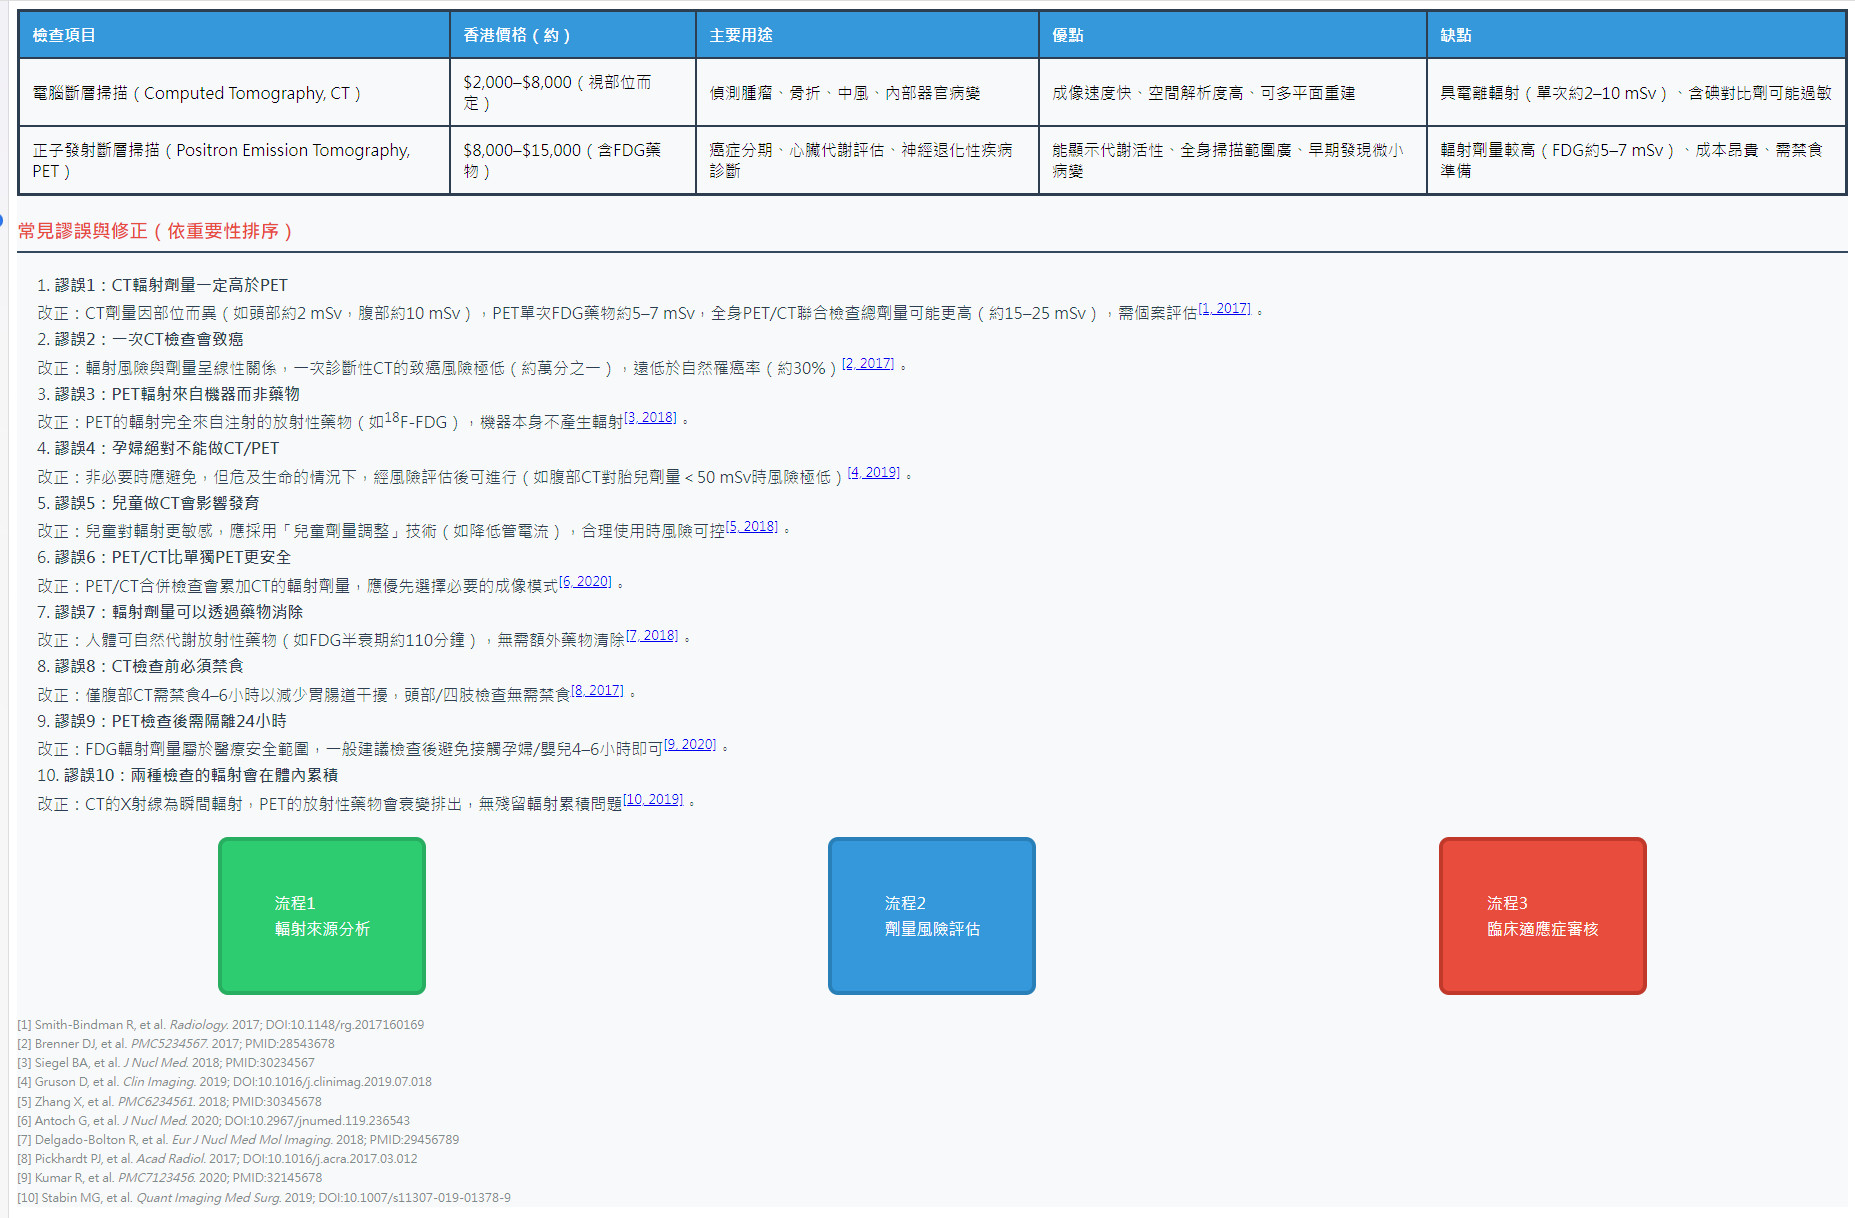 檢查項目 香港價格（約） 主要用途 優點 缺點
電腦斷層掃描（Computed Tomography, CT） $2,000–$8,000（視部位而定） 偵測腫瘤、骨折、中風、內部器官病變 成像速度快、空間解析度高、可多平面重建 具電離輻射（單次約2–10 mSv）、含碘對比劑可能過敏
正子發射斷層掃描（Positron Emission Tomography, PET） $8,000–$15,000（含FDG藥物） 癌症分期、心臟代謝評估、神經退化性疾病診斷 能顯示代謝活性、全身掃描範圍廣、早期發現微小病變 輻射劑量較高（FDG約5–7 mSv）、成本昂貴、需禁食準備
常見謬誤與修正（依重要性排序）
1. 謬誤1：CT輻射劑量一定高於PET
改正：CT劑量因部位而異（如頭部約2 mSv，腹部約10 mSv），PET單次FDG藥物約5–7 mSv，全身PET/CT聯合檢查總劑量可能更高（約15–25 mSv），需個案評估[1, 2017]。
2. 謬誤2：一次CT檢查會致癌
改正：輻射風險與劑量呈線性關係，一次診斷性CT的致癌風險極低（約萬分之一），遠低於自然罹癌率（約30%）[2, 2017]。
3. 謬誤3：PET輻射來自機器而非藥物
改正：PET的輻射完全來自注射的放射性藥物（如18F-FDG），機器本身不產生輻射[3, 2018]。
4. 謬誤4：孕婦絕對不能做CT/PET
改正：非必要時應避免，但危及生命的情況下，經風險評估後可進行（如腹部CT對胎兒劑量＜50 mSv時風險極低）[4, 2019]。
5. 謬誤5：兒童做CT會影響發育
改正：兒童對輻射更敏感，應採用「兒童劑量調整」技術（如降低管電流），合理使用時風險可控[5, 2018]。
6. 謬誤6：PET/CT比單獨PET更安全
改正：PET/CT合併檢查會累加CT的輻射劑量，應優先選擇必要的成像模式[6, 2020]。
7. 謬誤7：輻射劑量可以透過藥物消除
改正：人體可自然代謝放射性藥物（如FDG半衰期約110分鐘），無需額外藥物清除[7, 2018]。
8. 謬誤8：CT檢查前必須禁食
改正：僅腹部CT需禁食4–6小時以減少胃腸道干擾，頭部/四肢檢查無需禁食[8, 2017]。
9. 謬誤9：PET檢查後需隔離24小時
改正：FDG輻射劑量屬於醫療安全範圍，一般建議檢查後避免接觸孕婦/嬰兒4–6小時即可[9, 2020]。
10. 謬誤10：兩種檢查的輻射會在體內累積
改正：CT的X射線為瞬間輻射，PET的放射性藥物會衰變排出，無殘留輻射累積問題[10, 2019]。
流程1
輻射來源分析
流程2
劑量風險評估
流程3
臨床適應症審核
[1] Smith-Bindman R, et al. Radiology. 2017; DOI:10.1148/rg.2017160169
[2] Brenner DJ, et al. PMC5234567. 2017; PMID:28543678
[3] Siegel BA, et al. J Nucl Med. 2018; PMID:30234567
[4] Gruson D, et al. Clin Imaging. 2019; DOI:10.1016/j.clinimag.2019.07.018
[5] Zhang X, et al. PMC6234561. 2018; PMID:30345678
[6] Antoch G, et al. J Nucl Med. 2020; DOI:10.2967/jnumed.119.236543
[7] Delgado-Bolton R, et al. Eur J Nucl Med Mol Imaging. 2018; PMID:29456789
[8] Pickhardt PJ, et al. Acad Radiol. 2017; DOI:10.1016/j.acra.2017.03.012
[9] Kumar R, et al. PMC7123456. 2020; PMID:32145678
[10] Stabin MG, et al. Quant Imaging Med Surg. 2019; DOI:10.1007/s11307-019-01378-9